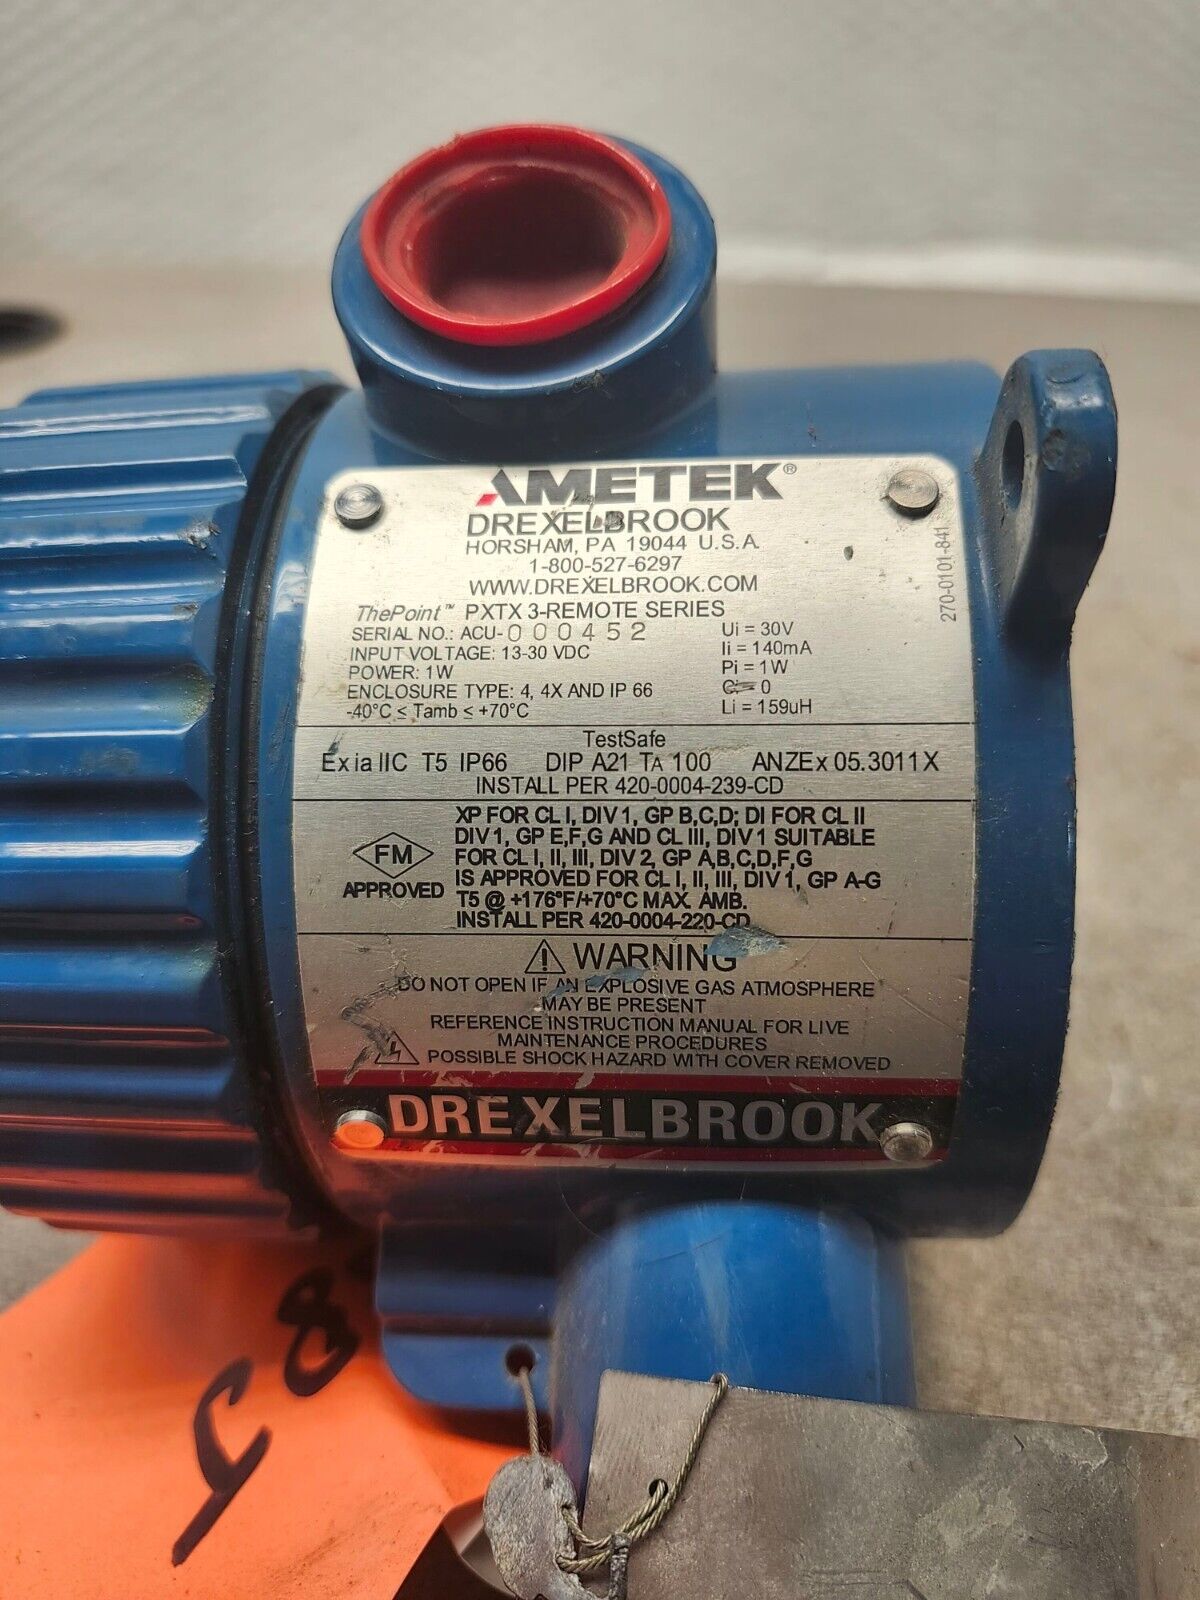 AMETEK®
DREXELBROOK
HORSHAM, PA 19044 U.S.A.
1-800-527-6297
WWW.DREXELBROOK.COM
ThePoint™ PXTX 3-REMOTE SERIES
SERIAL NO.: ACU-000452
INPUT VOLTAGE: 13-30 VDC
POWER: 1W
ENCLOSURE TYPE: 4, 4X AND IP 66
-40°C ≤ Tamb ≤ +70°C
Ui = 30V
Ii = 140mA
Pi = 1W
Ci = 0
Li = 159uH
270-0101-841
TestSafe
Ex ia IIC T5 IP66 DIP A21 TA 100 ANZEx 05.3011X
INSTALL PER 420-0004-239-CD
FM
APPROVED
XP FOR CL I, DIV 1, GP B,C,D; DI FOR CL II
DIV 1, GP E,F,G AND CL III, DIV 1 SUITABLE
FOR CL I, II, III, DIV 2, GP A,B,C,D,F,G
IS APPROVED FOR CL I, II, III, DIV 1, GP A-G
T5 @ +176°F/+70°C MAX. AMB.
INSTALL PER 420-0004-220-CD
WARNING
DO NOT OPEN IF AN EXPLOSIVE GAS ATMOSPHERE
MAY BE PRESENT
REFERENCE INSTRUCTION MANUAL FOR LIVE
MAINTENANCE PROCEDURES
POSSIBLE SHOCK HAZARD WITH COVER REMOVED
DREXELBROOK